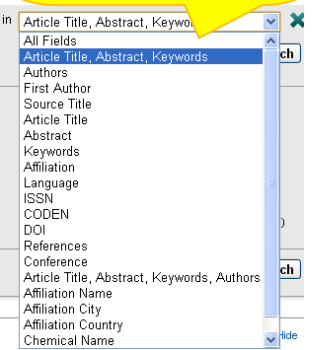 in Article Title, Abstract, Keywo
All Fields
Article Title, Abstract, Keywords
ch
Authors
First Author
Source Title
Article Title
Abstract
Keywords
Affiliation
Language
ISSN
CODEN
DOI
References
Conference
Article Title, Abstract, Keywords, Authors
ch
Affiliation Name
Affiliation City
Affiliation Country
Chemical Name
Hide